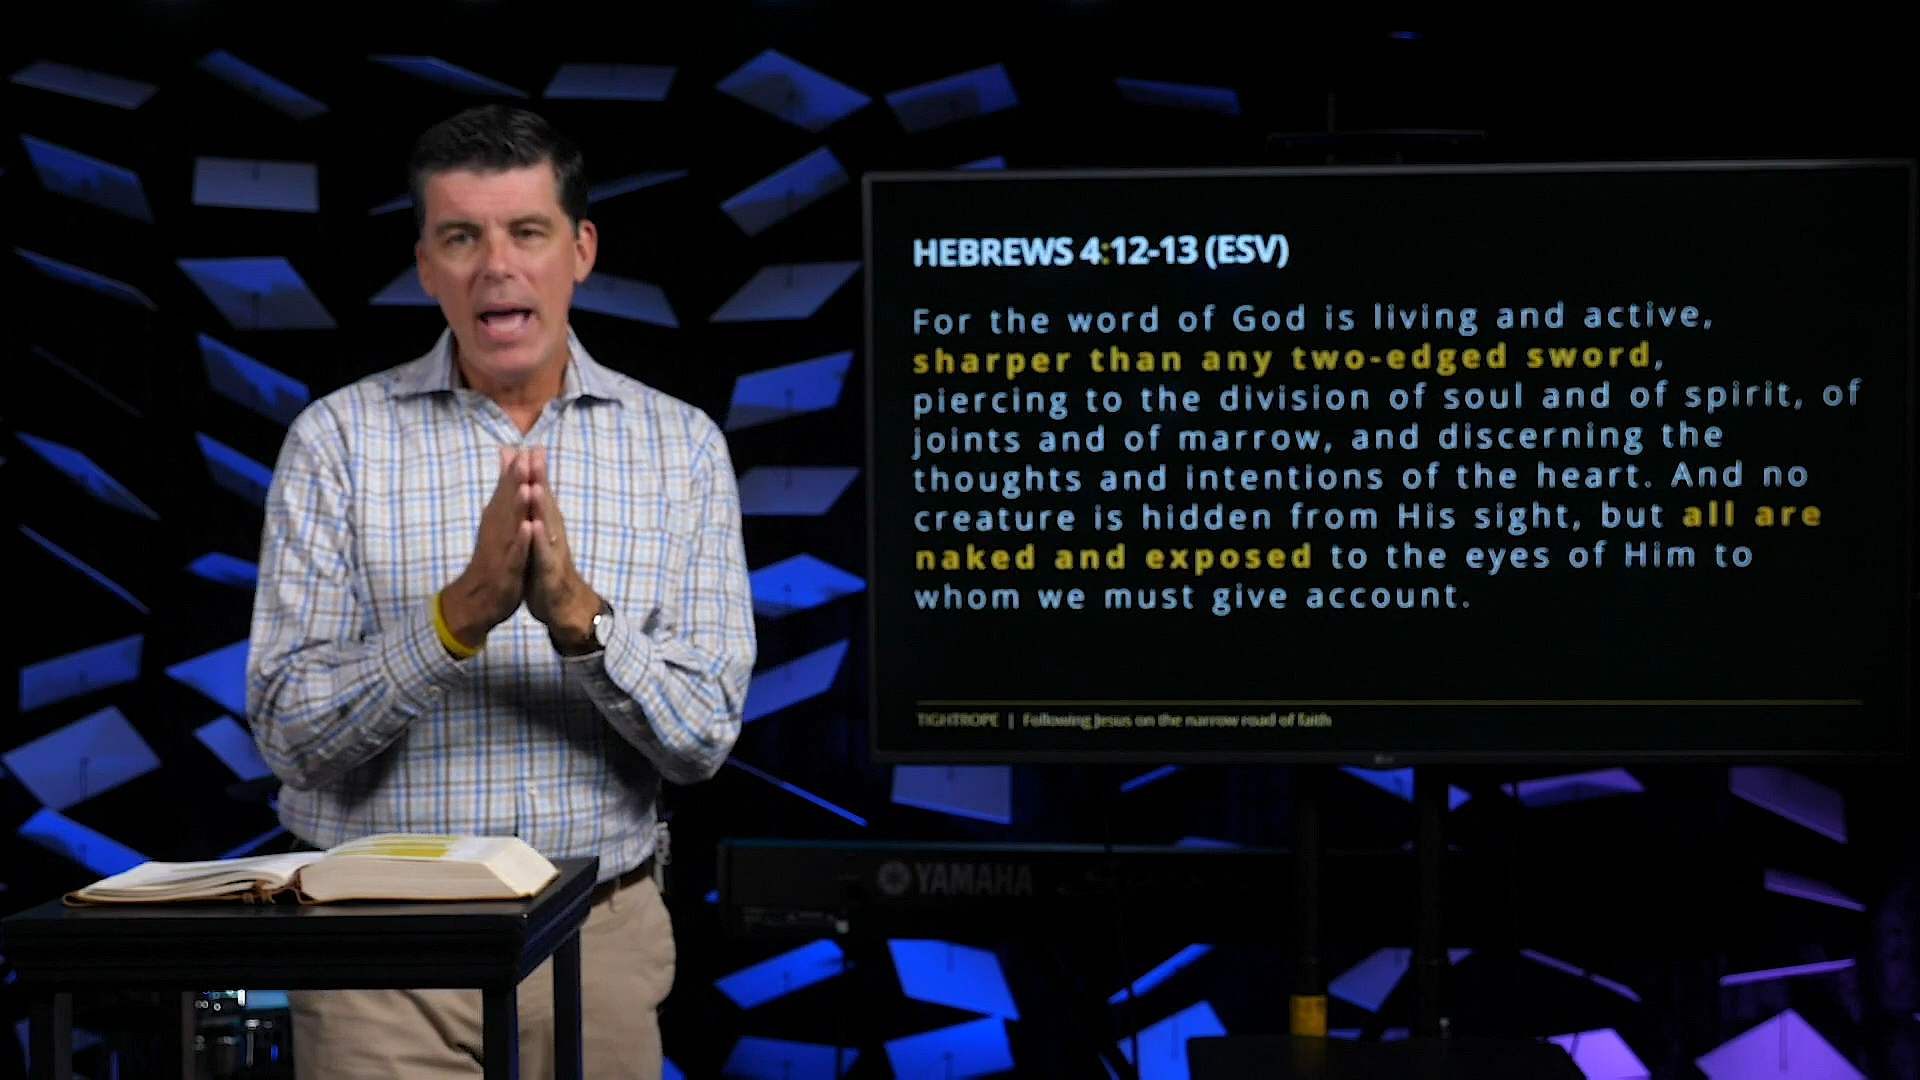 HEBREWS 4:12-13 (ESV)
For the word of God is living and active,
sharper than any two-edged sword,
piercing to the division of soul and of spirit, of
joints and of marrow, and discerning the
thoughts and intentions of the heart. And no
creature is hidden from His sight, but all are
naked and exposed to the eyes of Him to
whom we must give account.
TIGHTROPE | Following Jesus on the narrow road of faith
LG
YAMAHA